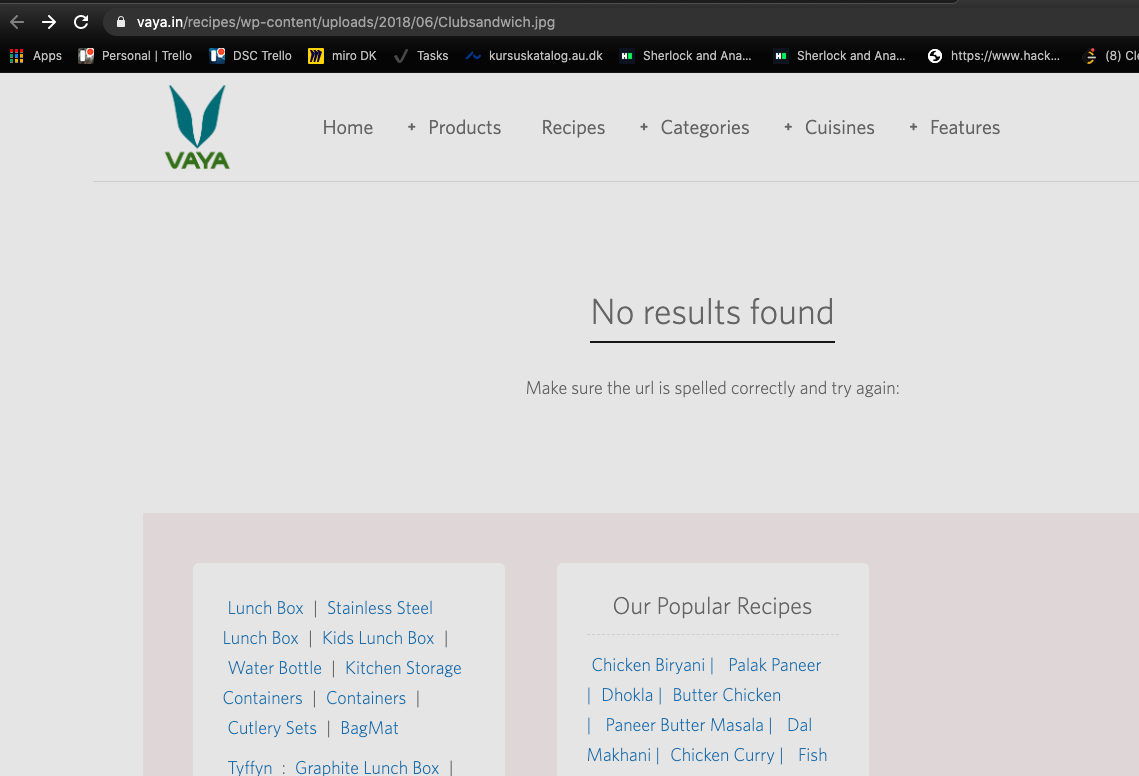 vaya.in/recipes/wp-content/uploads/2018/06/Clubsandwich.jpg
Apps Personal | Trello DSC Trello miro DK Tasks kursuskatalog.au.dk Sherlock and Ana... Sherlock and Ana... https://www.hack... (8) Cl
VAYA
Home + Products Recipes + Categories + Cuisines + Features
No results found
Make sure the url is spelled correctly and try again:
Lunch Box | Stainless Steel
Lunch Box | Kids Lunch Box |
Water Bottle | Kitchen Storage
Containers | Containers |
Cutlery Sets | BagMat
Tyffyn : Graphite Lunch Box |
Our Popular Recipes
Chicken Biryani | Palak Paneer
| Dhokla | Butter Chicken
| Paneer Butter Masala | Dal
Makhani | Chicken Curry | Fish